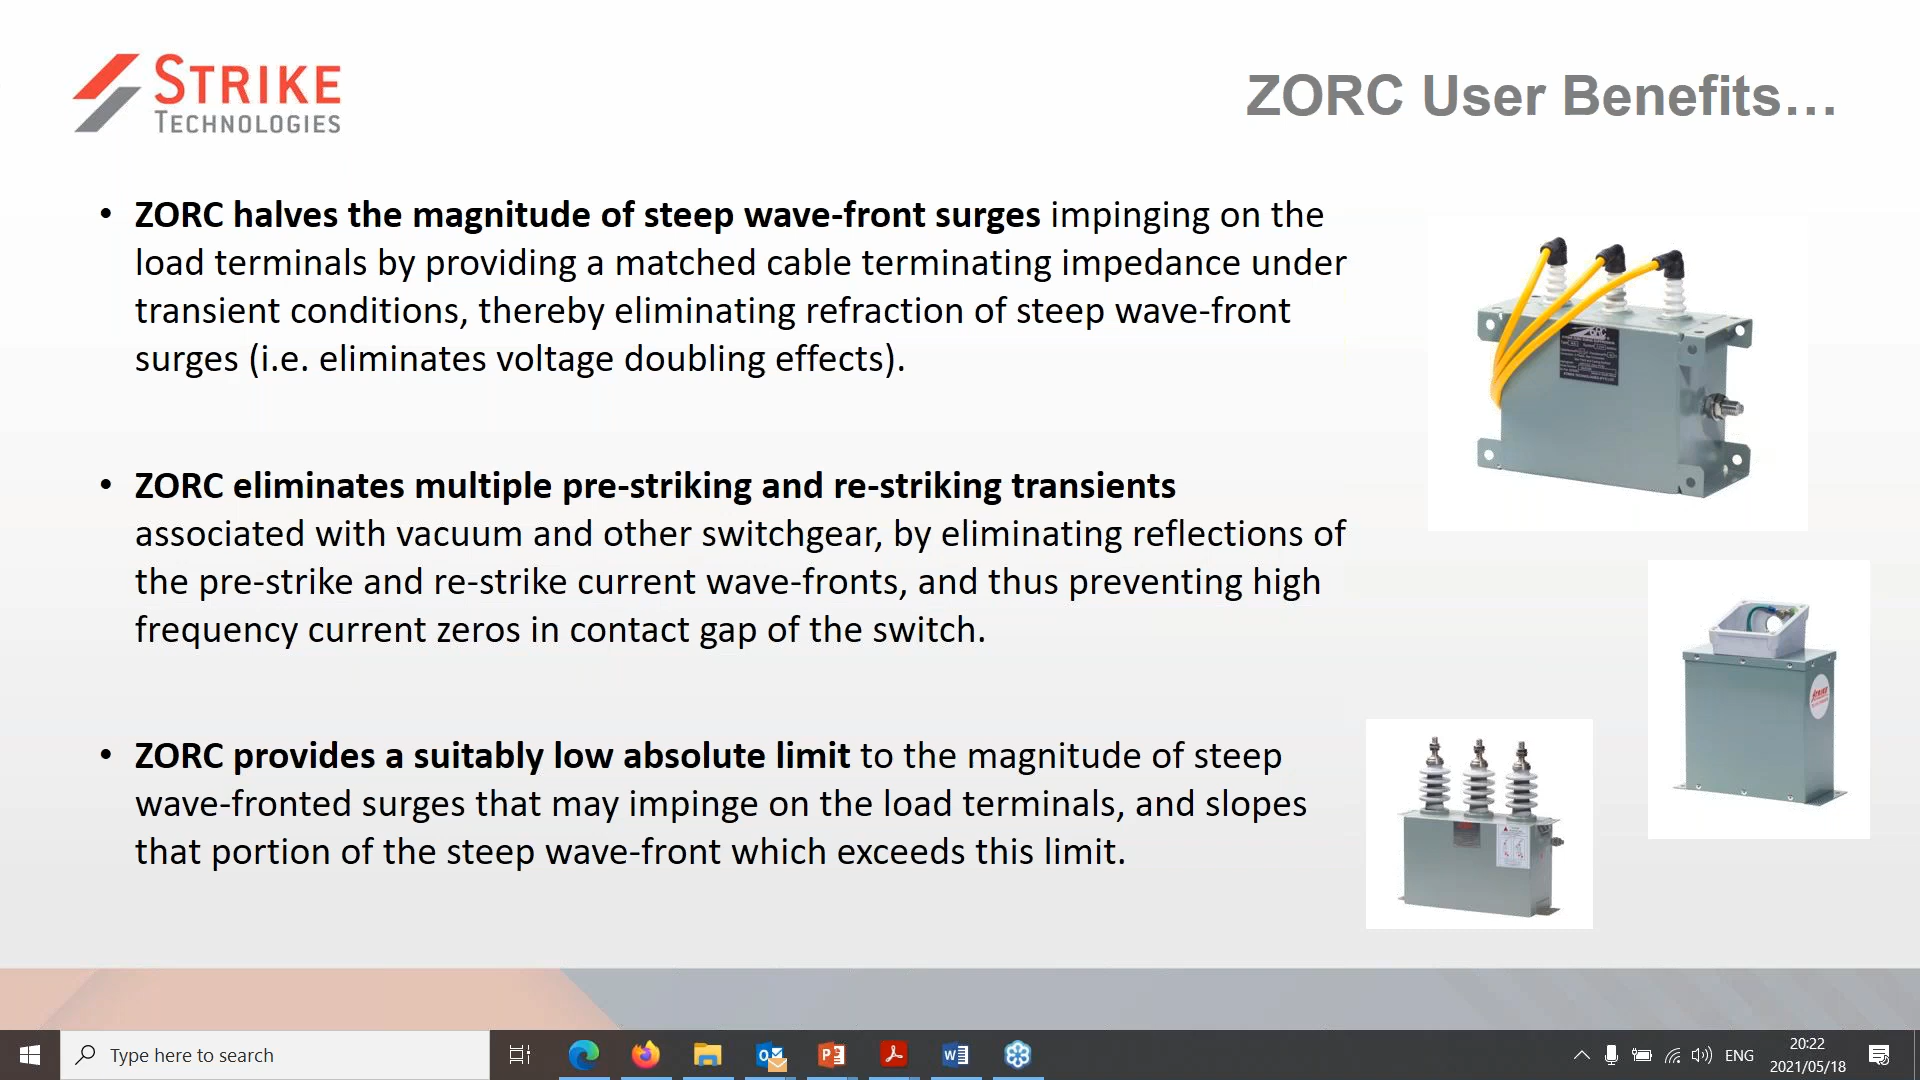 STRIKE
TECHNOLOGIES
ZORC User Benefits...
• ZORC halves the magnitude of steep wave-front surges impinging on the
load terminals by providing a matched cable terminating impedance under
transient conditions, thereby eliminating refraction of steep wave-front
surges (i.e. eliminates voltage doubling effects).
• ZORC eliminates multiple pre-striking and re-striking transients
associated with vacuum and other switchgear, by eliminating reflections of
the pre-strike and re-strike current wave-fronts, and thus preventing high
frequency current zeros in contact gap of the switch.
• ZORC provides a suitably low absolute limit to the magnitude of steep
wave-fronted surges that may impinge on the load terminals, and slopes
that portion of the steep wave-front which exceeds this limit.
ZORC
STRIKE
Type here to search
ENG
20:22
2021/05/18